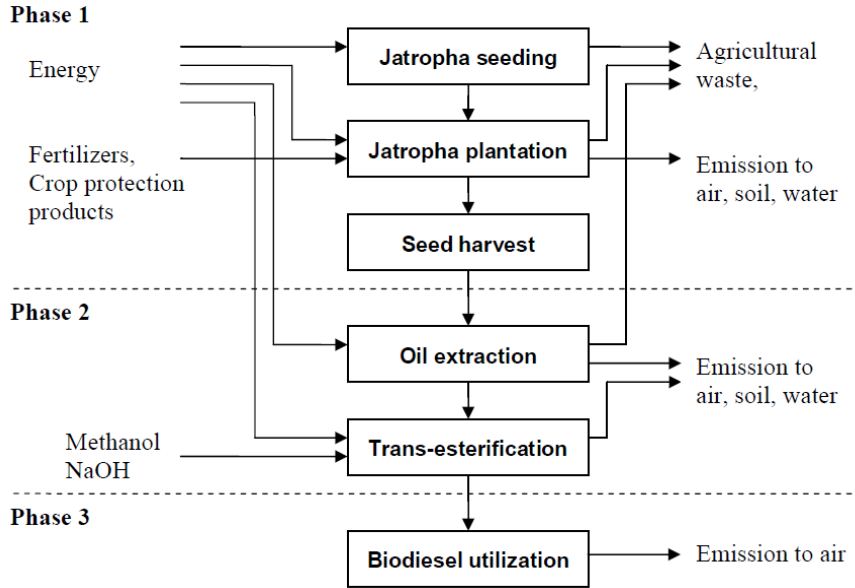 Phase 1
Jatropha seeding
Energy
Agricultural
waste,
Jatropha plantation
Fertilizers,
Crop protection
products
Emission to
air, soil, water
Seed harvest
Phase 2
Oil extraction
Emission to
air, soil, water
Trans-esterification
Methanol
NaOH
Phase 3
Biodiesel utilization
Emission to air